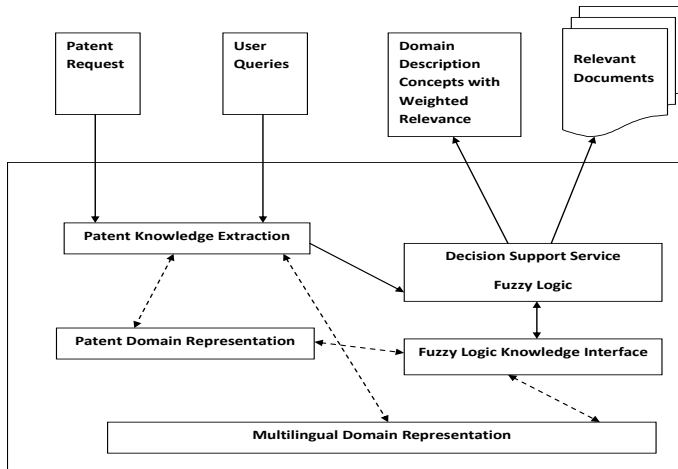 Patent
Request
User
Queries
Domain
Description
Concepts with
Weighted
Relevance
Relevant
Documents
Patent Knowledge Extraction
Decision Support Service
Fuzzy Logic
Patent Domain Representation
Fuzzy Logic Knowledge Interface
Multilingual Domain Representation